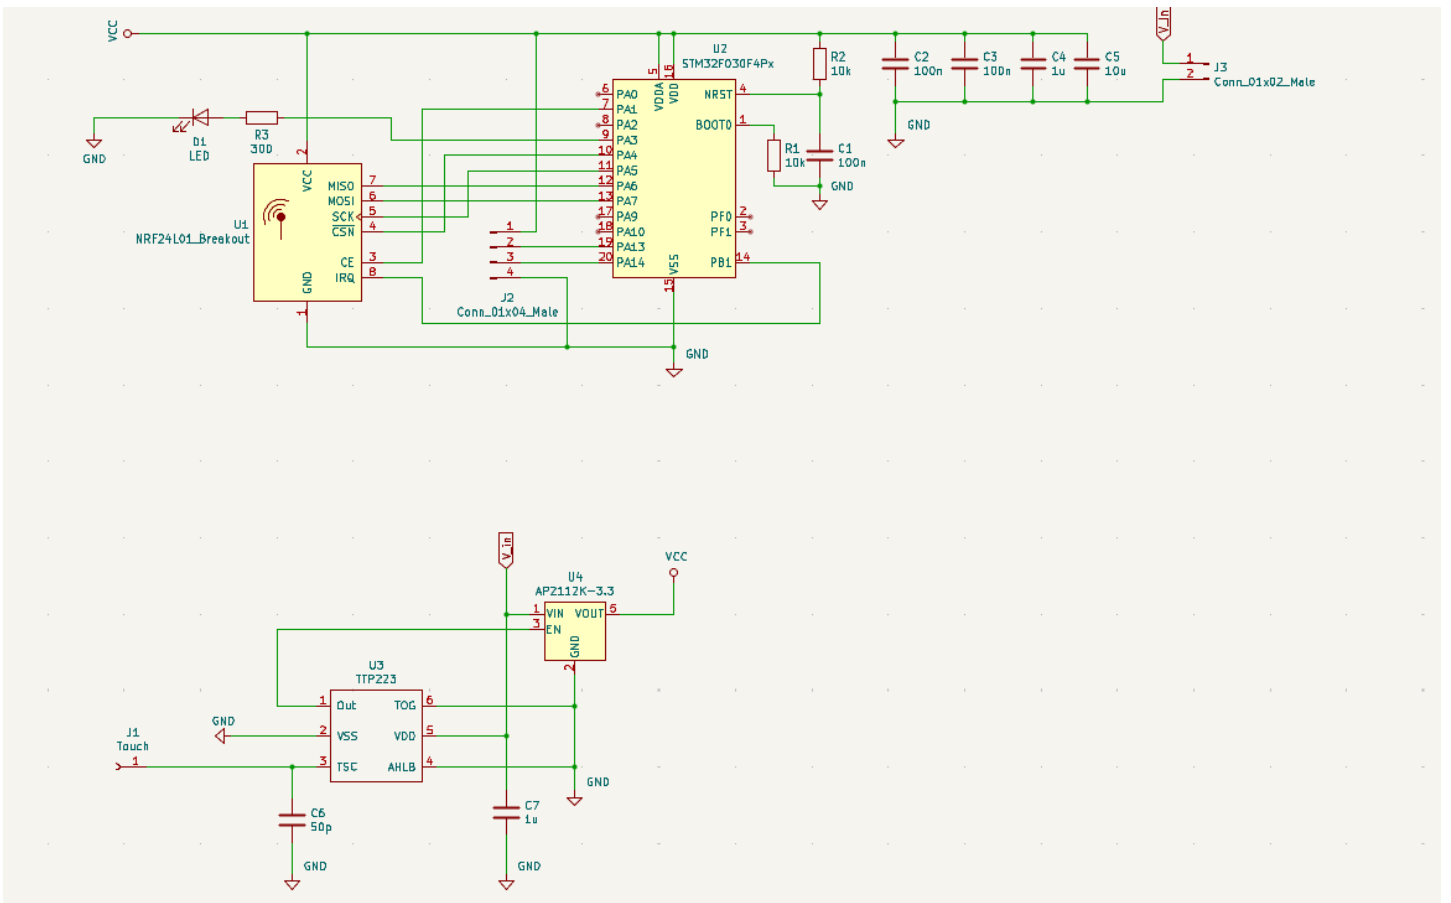 VCC
V_in
U2
STM32F030F4Px
R2
10k
C2
100n
C3
100n
C4
1u
C5
10u
1
2
J3
Conn_01x02_Male
5
16
VDDA
VDD
6
PA0
NRST
4
7
PA1
8
PA2
BOOT0
1
9
PA3
10
PA4
11
PA5
12
PA6
13
PA7
17
PA9
PF0
2
18
PA10
PF1
3
19
PA13
20
PA14
PB1
14
VSS
15
GND
D1
LED
R3
300
GND
R1
10k
C1
100n
GND
GND
2
VCC
MISO
7
MOSI
6
SCK
5
CSN
4
CE
3
IRQ
8
GND
1
U1
NRF24L01_Breakout
1
2
3
4
J2
Conn_01x04_Male
GND
V_in
VCC
U4
AP2112K-3.3
1
VIN
VOUT
5
3
EN
GND
2
U3
TTP223
1
Out
TOG
6
2
VSS
VDD
5
3
TSC
AHLB
4
GND
J1
Touch
1
GND
C6
50p
C7
1u
GND
GND